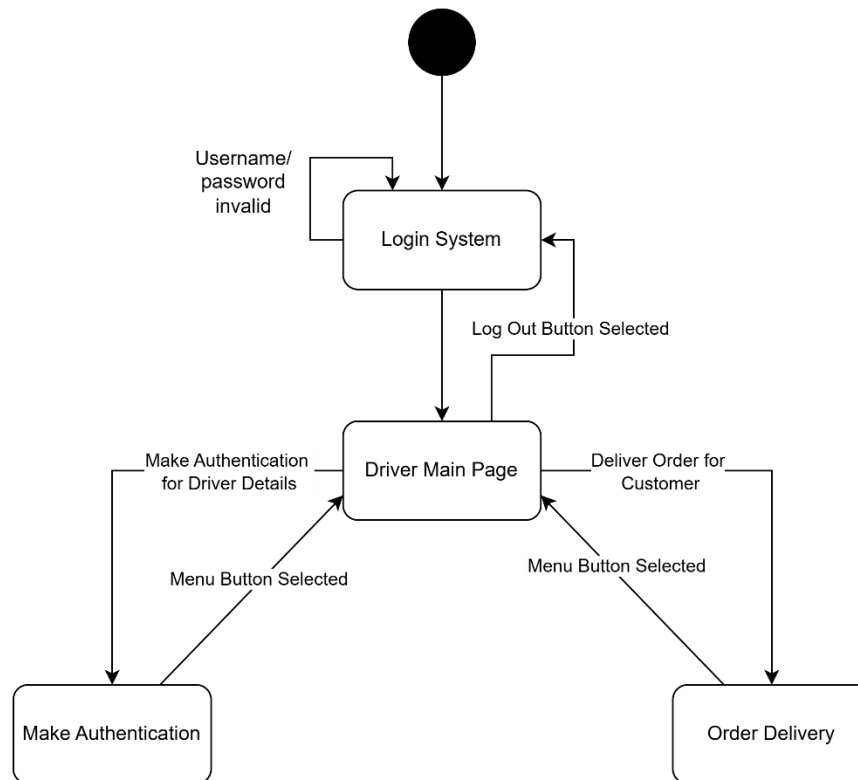 Username/
password
invalid
Login System
Log Out Button Selected
Make Authentication
for Driver Details
Driver Main Page
Deliver Order for
Customer
Menu Button Selected
Menu Button Selected
Make Authentication
Order Delivery